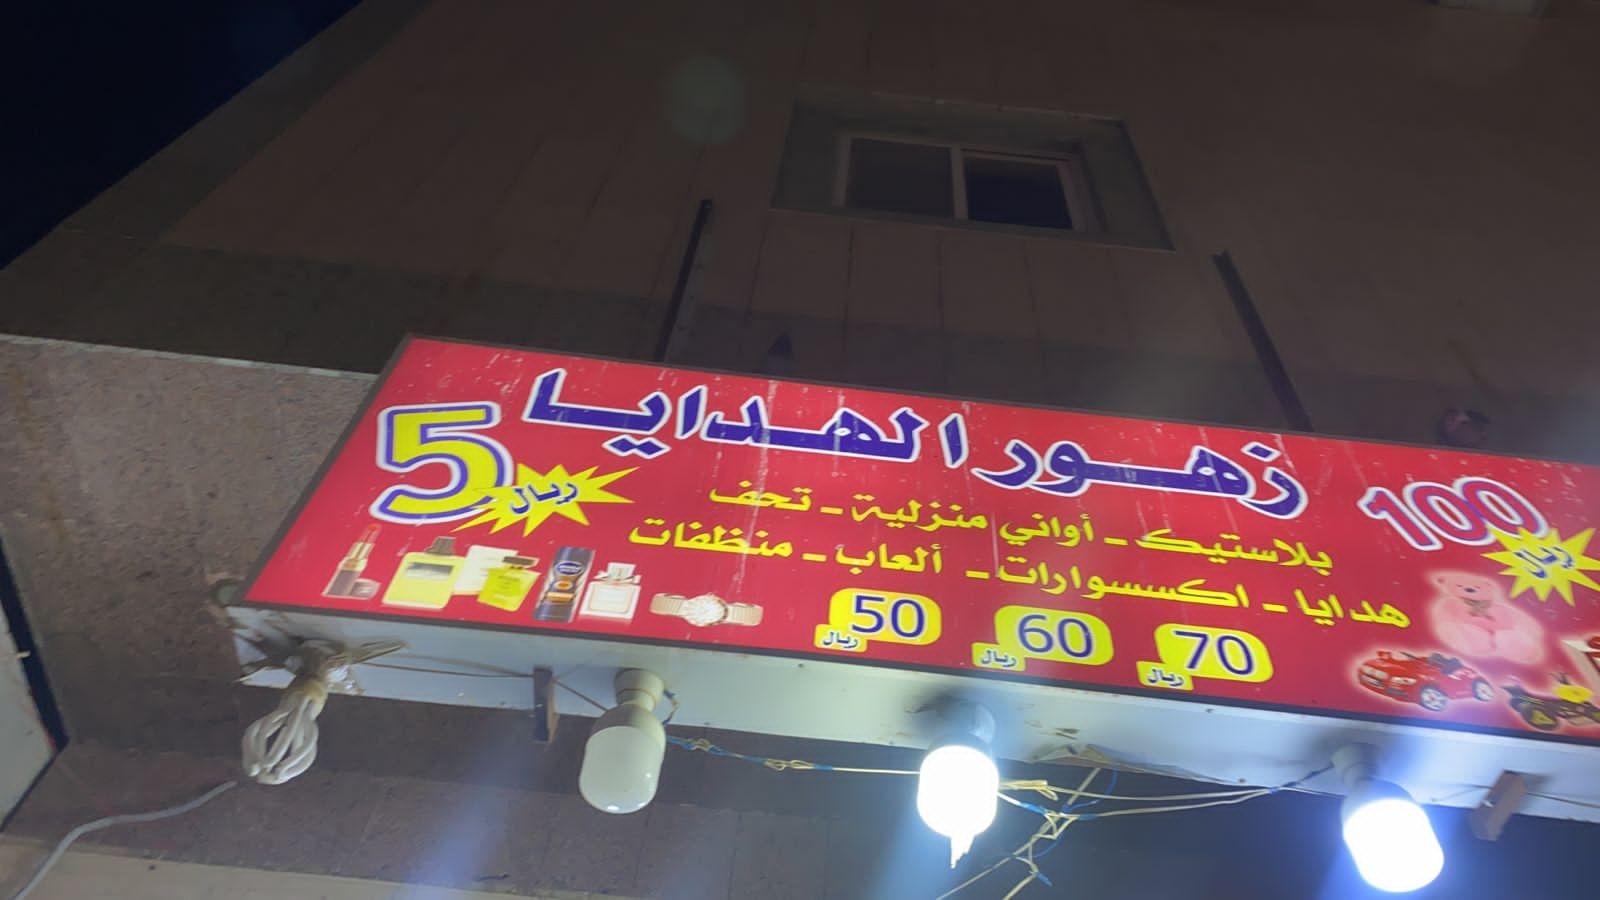 زهور الهدايا
5 ريال
100 ريال
بلاستيك - أواني منزلية - تحف
هدايا - اكسسوارات - ألعاب - منظفات
70 ريال
60 ريال
50 ريال